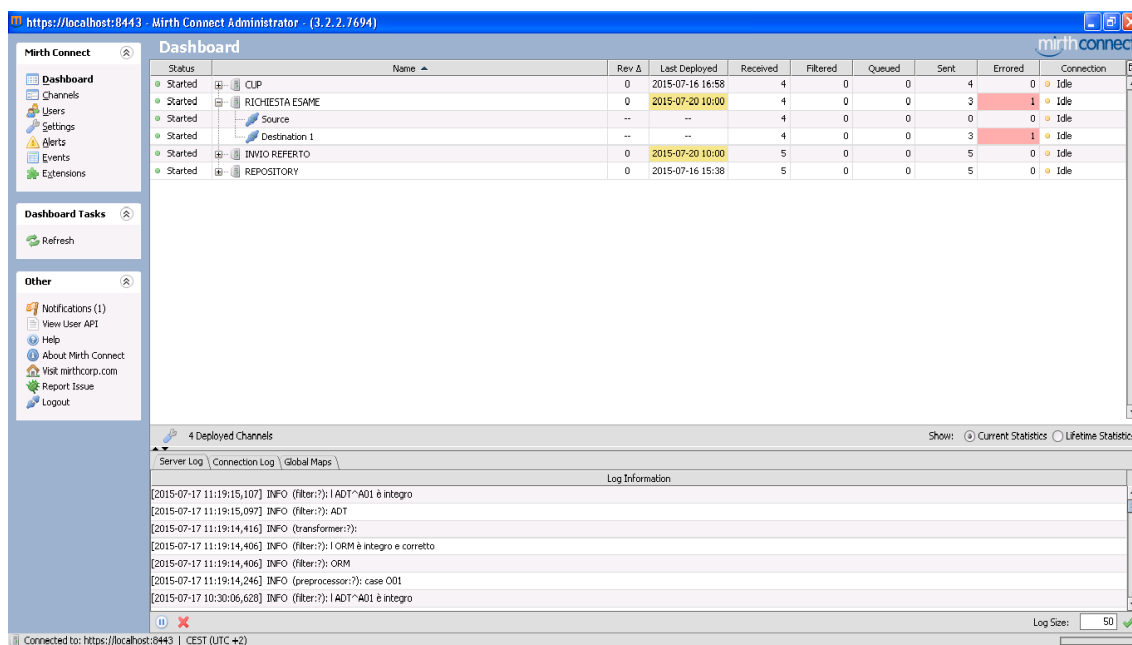 https://localhost:8443 - Mirth Connect Administrator - (3.2.2.7694)
Mirth Connect
Dashboard
Channels
Users
Settings
Alerts
Events
Extensions
Dashboard Tasks
Refresh
Other
Notifications (1)
View User API
Help
About Mirth Connect
Visit mirthcorp.com
Report Issue
Logout
Dashboard
mirthconnect
Status Name Rev Δ Last Deployed Received Filtered Queued Sent Errored Connection
Started CUP 0 2015-07-16 16:58 4 0 0 4 0 Idle
Started RICHIESTA ESAME 0 2015-07-20 10:00 4 0 0 3 1 Idle
Started Source -- -- 4 0 0 0 0 Idle
Started Destination 1 -- -- 4 0 0 3 1 Idle
Started INVIO REFERTO 0 2015-07-20 10:00 5 0 0 5 0 Idle
Started REPOSITORY 0 2015-07-16 15:38 5 0 0 5 0 Idle
4 Deployed Channels Show: Current Statistics Lifetime Statistic
Server Log Connection Log Global Maps
Log Information
[2015-07-17 11:19:15,107] INFO (filter:?): l ADT^A01 è integro
[2015-07-17 11:19:15,097] INFO (filter:?): ADT
[2015-07-17 11:19:14,416] INFO (transformer:?):
[2015-07-17 11:19:14,406] INFO (filter:?): l ORM è integro e corretto
[2015-07-17 11:19:14,406] INFO (filter:?): ORM
[2015-07-17 11:19:14,246] INFO (preprocessor:?): case O01
[2015-07-17 10:30:06,628] INFO (filter:?): l ADT^A01 è integro
Log Size: 50
Connected to: https://localhost:8443 | CEST (UTC +2)